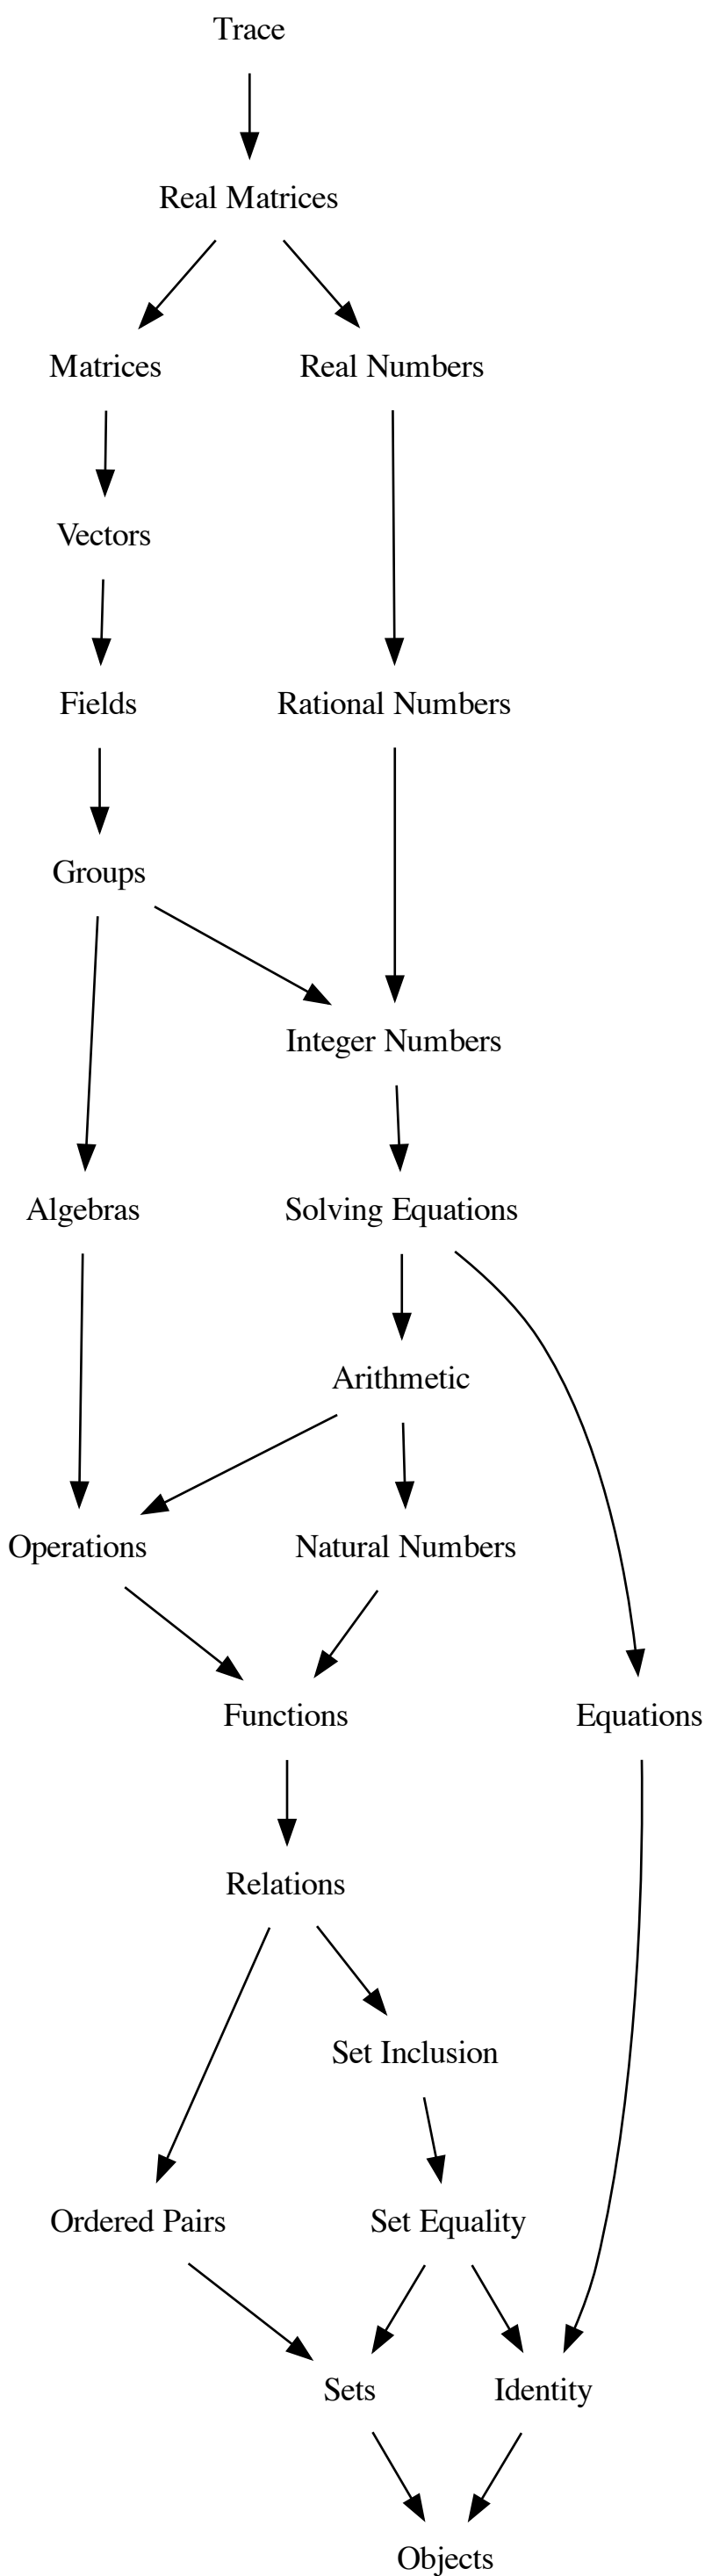 Trace
Real Matrices
Matrices
Real Numbers
Vectors
Fields
Rational Numbers
Groups
Integer Numbers
Algebras
Solving Equations
Arithmetic
Operations
Natural Numbers
Functions
Equations
Relations
Set Inclusion
Ordered Pairs
Set Equality
Sets
Identity
Objects